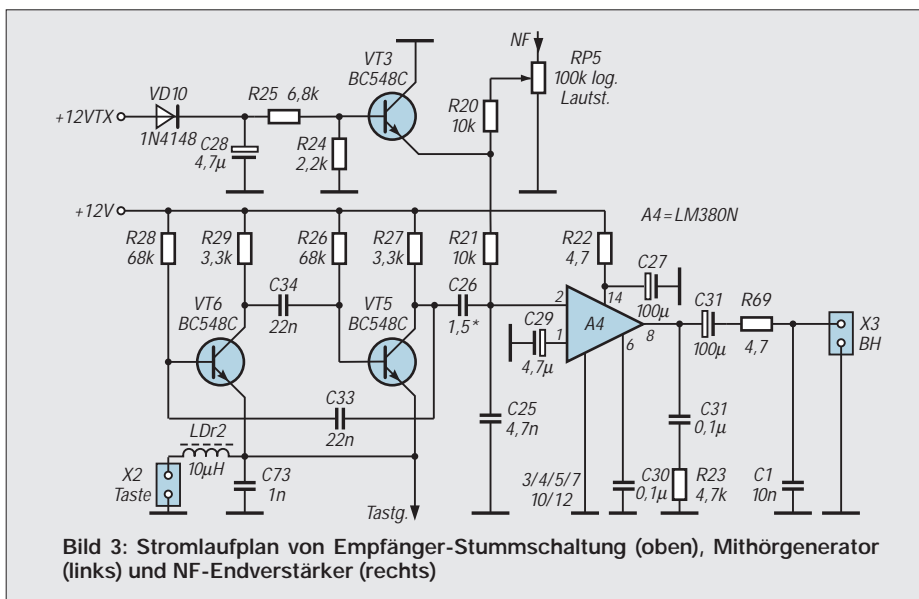 NF
VT3
BC548C
RP5
100k log.
Lautst.
VD10
R25 6,8k
R20
10k
+12VTX
1N4148
C28
4,7µ
R24
2,2k
+12V
A4=LM380N
R28
68k
R29
3,3k
R26
68k
R27
3,3k
R21
10k
R22
4,7
C27
100µ
C34
22n
C26
1,5*
VT6
BC548C
VT5
BC548C
2
14
A4
C31
100µ
R69
4,7
X3
BH
C29
4,7µ
1
8
6
C33
22n
C25
4,7n
C31
0,1µ
LDr2
10µH
X2
Taste
C73
1n
Tastg.
3/4/5/7
10/12
C30
0,1µ
R23
4,7k
C1
10n
Bild 3: Stromlaufplan von Empfänger-Stummschaltung (oben), Mithörgenerator
(links) und NF-Endverstärker (rechts)